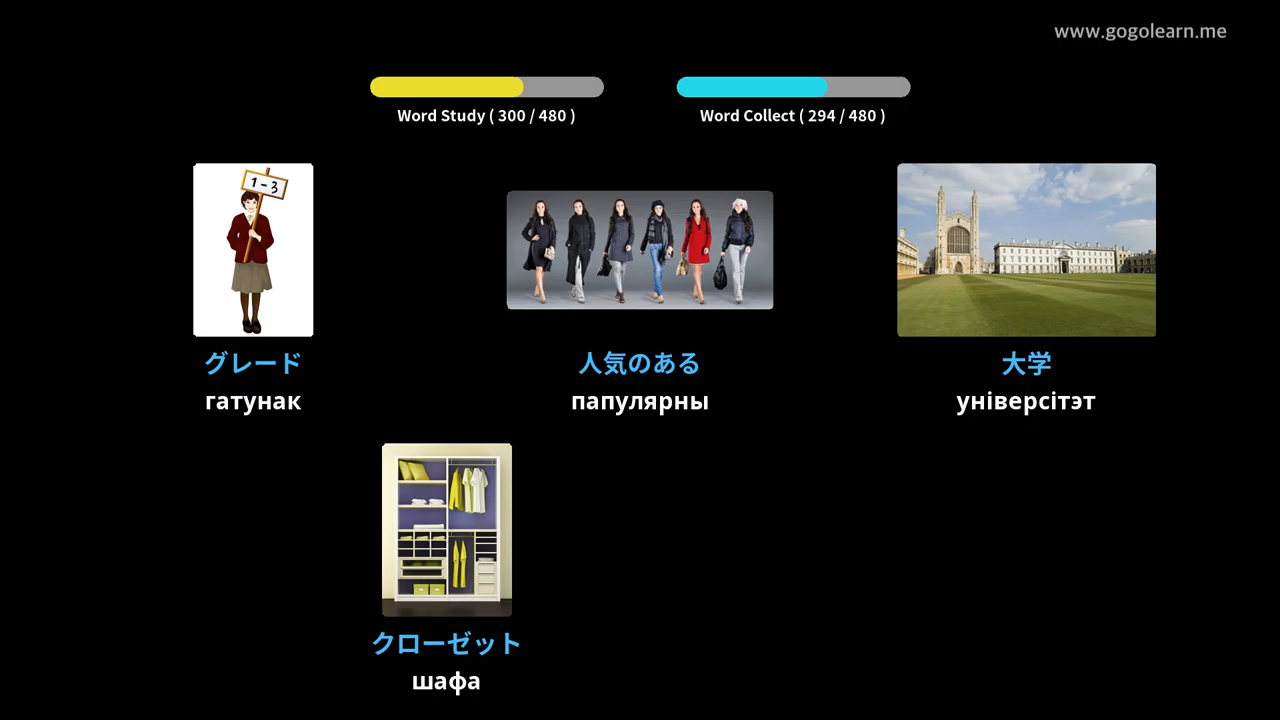 www.gogolearn.me
Word Study ( 300 / 480 )
Word Collect ( 294 / 480 )
1-3
グレード
гатунак
人気のある
папулярны
大学
універсітэт
クローゼット
шафа